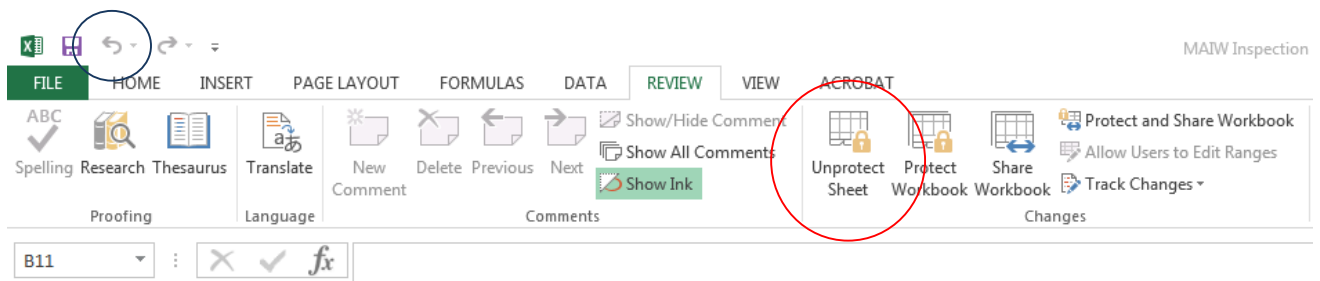 MAIW Inspection
FILE HOME INSERT PAGE LAYOUT FORMULAS DATA REVIEW VIEW ACROBAT
ABC
Spelling Research Thesaurus
Proofing
aあ
Translate
Language
New Comment
Delete Previous Next
Show/Hide Comment
Show All Comments
Show Ink
Comments
Unprotect Sheet
Protect Workbook
Share Workbook
Protect and Share Workbook
Allow Users to Edit Ranges
Track Changes
Changes
B11
fx